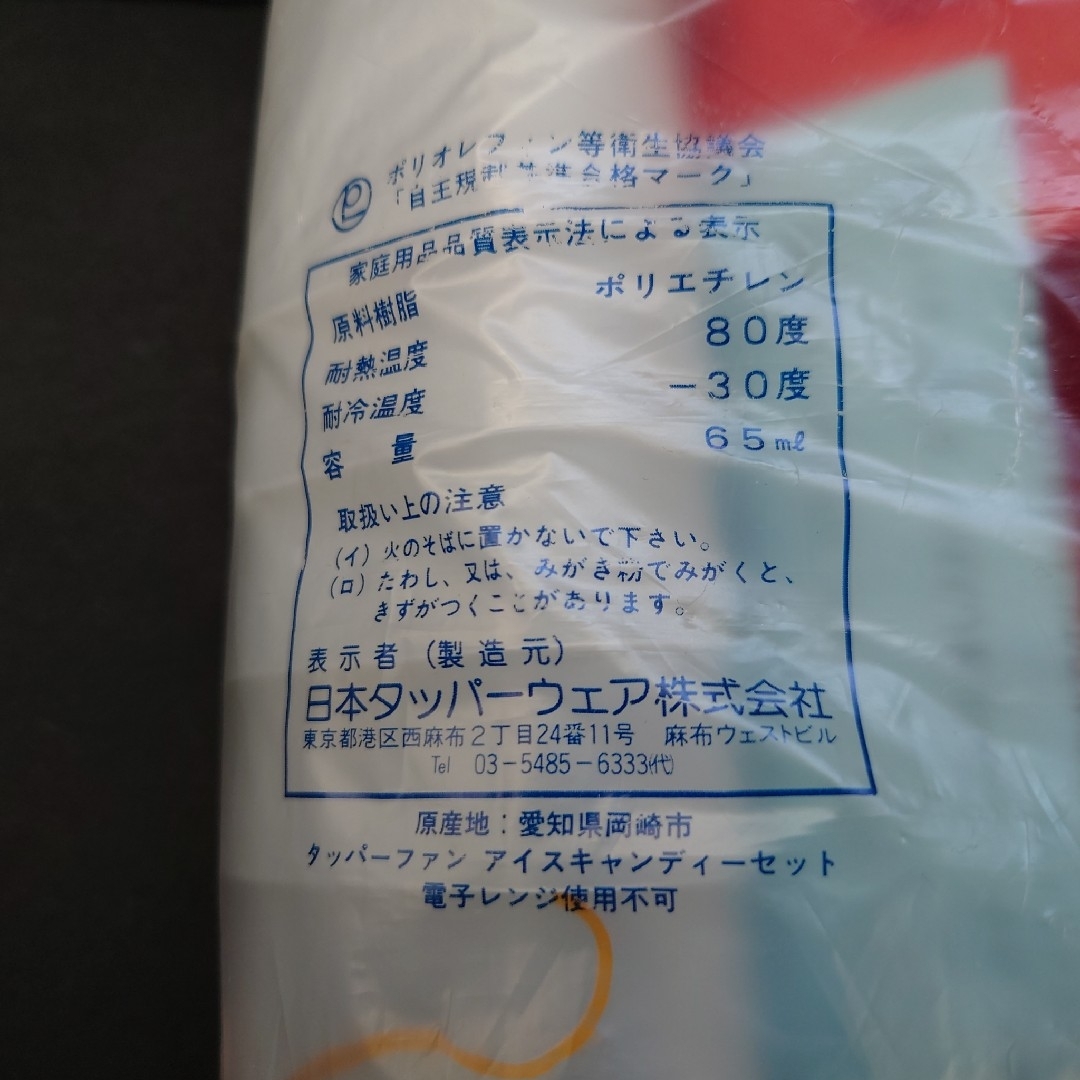 ポリオレフィン等衛生協議会
「自主規制基準合格マーク」
家庭用品品質表示法による表示
原料樹脂 ポリエチレン
耐熱温度 80度
耐冷温度 -30度
容量 65ml
取扱い上の注意
(イ) 火のそばに置かないで下さい。
(ロ) たわし、又は、みがき粉でみがくと、
きずがつくことがあります。
表示者(製造元)
日本タッパーウェア株式会社
東京都港区西麻布2丁目24番11号 麻布ウェストビル
Tel 03-5485-6333(代)
原産地:愛知県岡崎市
タッパーファン アイスキャンディーセット
電子レンジ使用不可